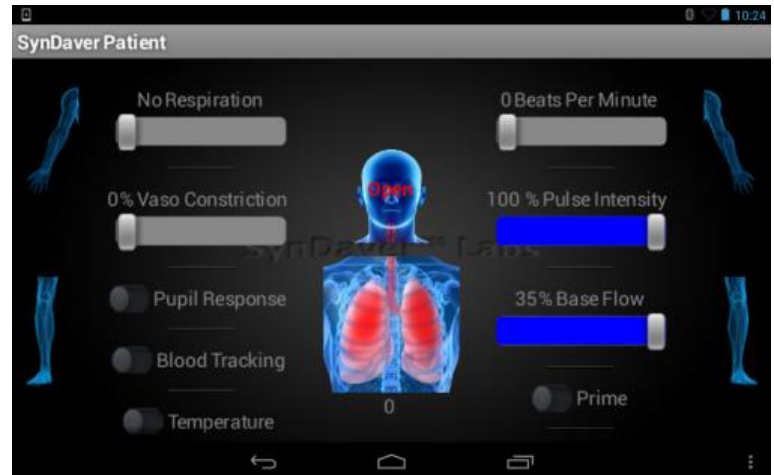 10:24
SynDaver Patient
No Respiration
0 Beats Per Minute
Open
0% Vaso Constriction
100 % Pulse Intensity
SynDaver™ Labs
Pupil Response
35% Base Flow
Blood Tracking
0
Prime
Temperature